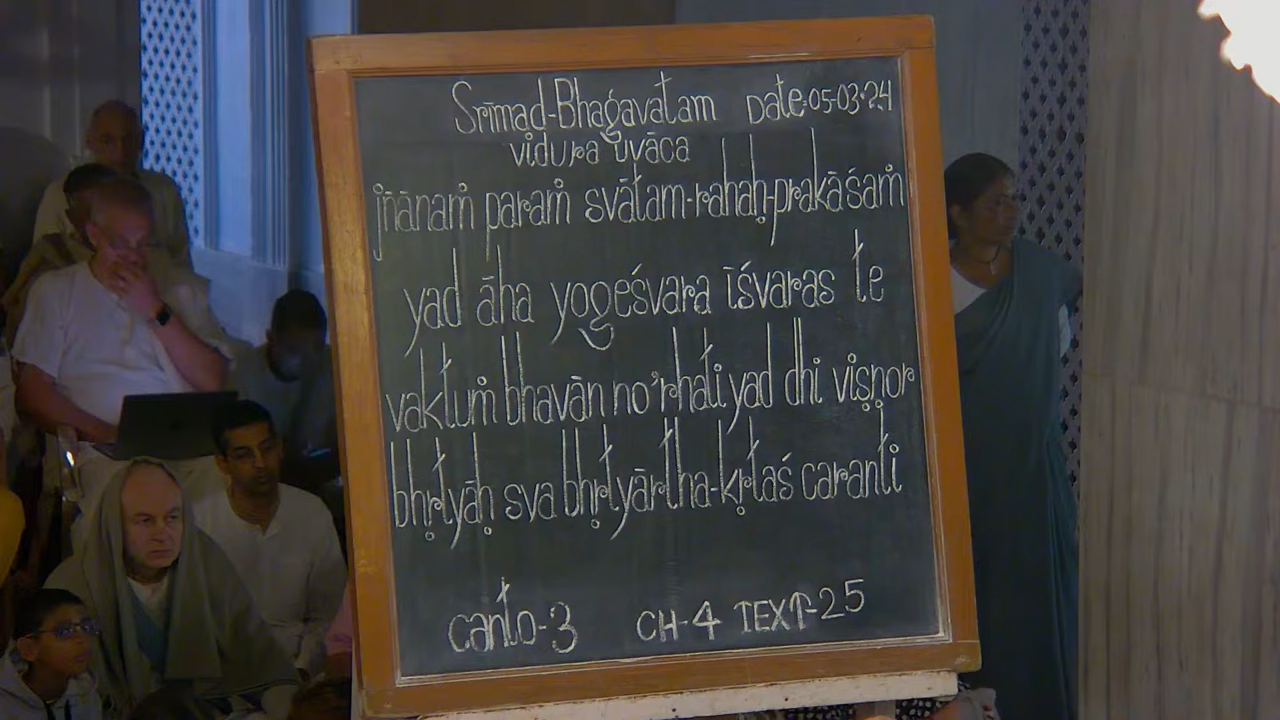 Srīmad-Bhagavatam Date:05-03-24
vidura uvāca
jñānaṁ paraṁ svātam-rahaḥ-prakāśaṁ
yad āha yogeśvara īśvaras te
vaktuṁ bhavān no'rhati yad dhi viṣṇor
bhṛtyāḥ sva bhṛtyārtha-kṛtaś caranti
canto-3 CH-4 TEXT-25